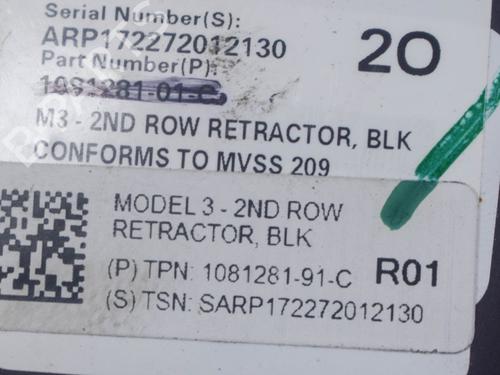 Serial Number(S):
ARP172272012130
2O
Part Number(P):
1081281-01-C
M3 - 2ND ROW RETRACTOR, BLK
CONFORMS TO MVSS 209
MODEL 3 - 2ND ROW
RETRACTOR, BLK
(P) TPN: 1081281-91-C
R01
(S) TSN: SARP172272012130